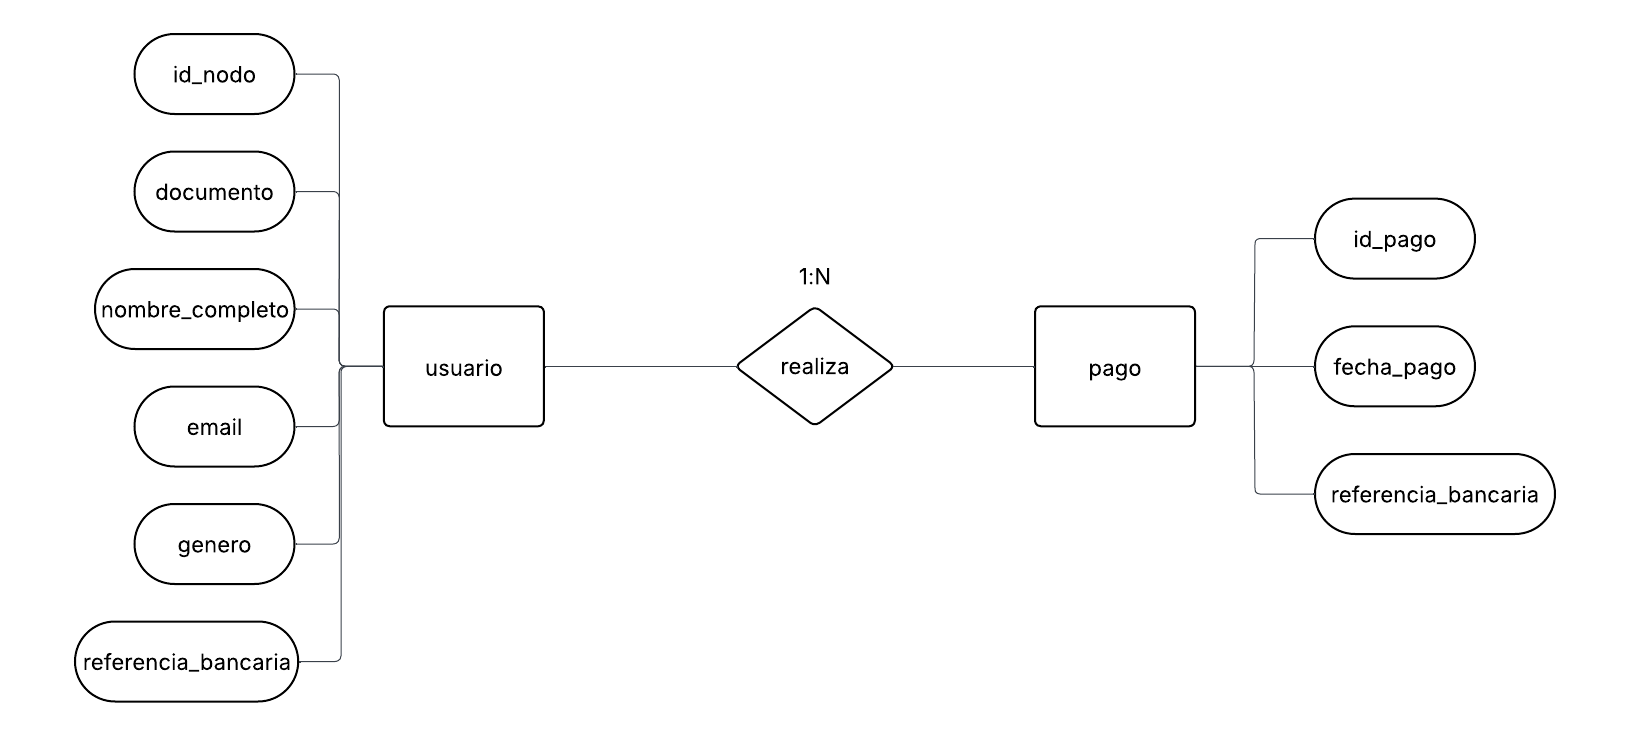 id_nodo
documento
nombre_completo
email
genero
referencia_bancaria
usuario
1:N
realiza
pago
id_pago
fecha_pago
referencia_bancaria